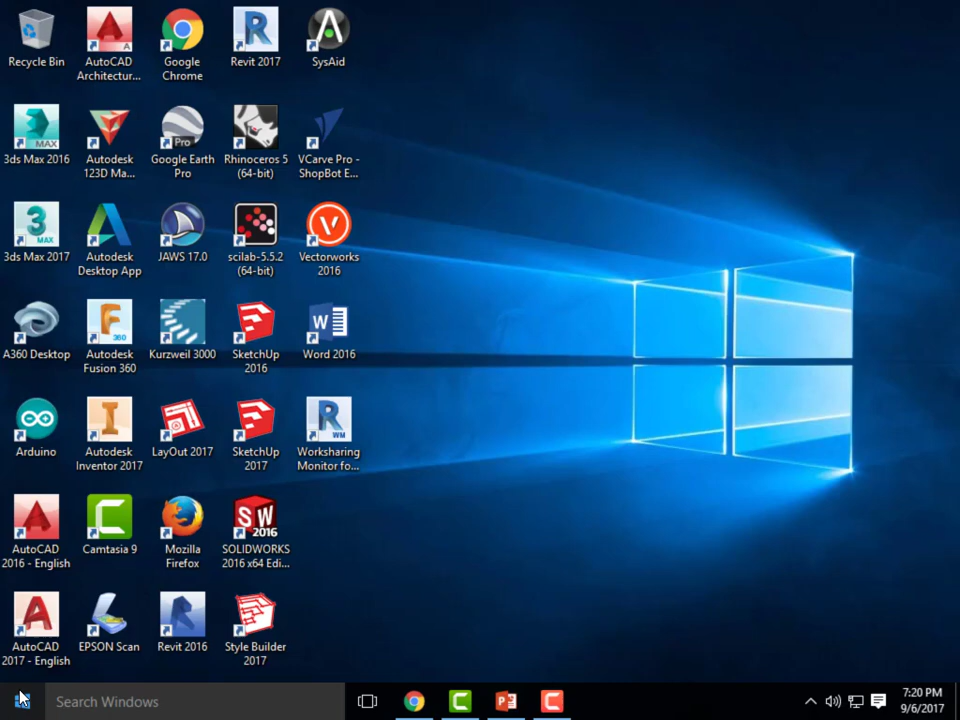 Recycle Bin
AutoCAD
Architectur...
Google
Chrome
Revit 2017
SysAid
3ds Max 2016
Autodesk
123D Ma...
Google Earth
Pro
Rhinoceros 5
(64-bit)
VCarve Pro -
ShopBot E...
3ds Max 2017
Autodesk
Desktop App
JAWS 17.0
scilab-5.5.2
(64-bit)
Vectorworks
2016
A360 Desktop
Autodesk
Fusion 360
Kurzweil 3000
SketchUp
2016
Word 2016
Arduino
Autodesk
Inventor 2017
LayOut 2017
SketchUp
2017
Worksharing
Monitor fo...
AutoCAD
2016 - English
Camtasia 9
Mozilla
Firefox
SOLIDWORKS
2016 x64 Edi...
AutoCAD
2017 - English
EPSON Scan
Revit 2016
Style Builder
2017
Search Windows
7:20 PM
9/6/2017